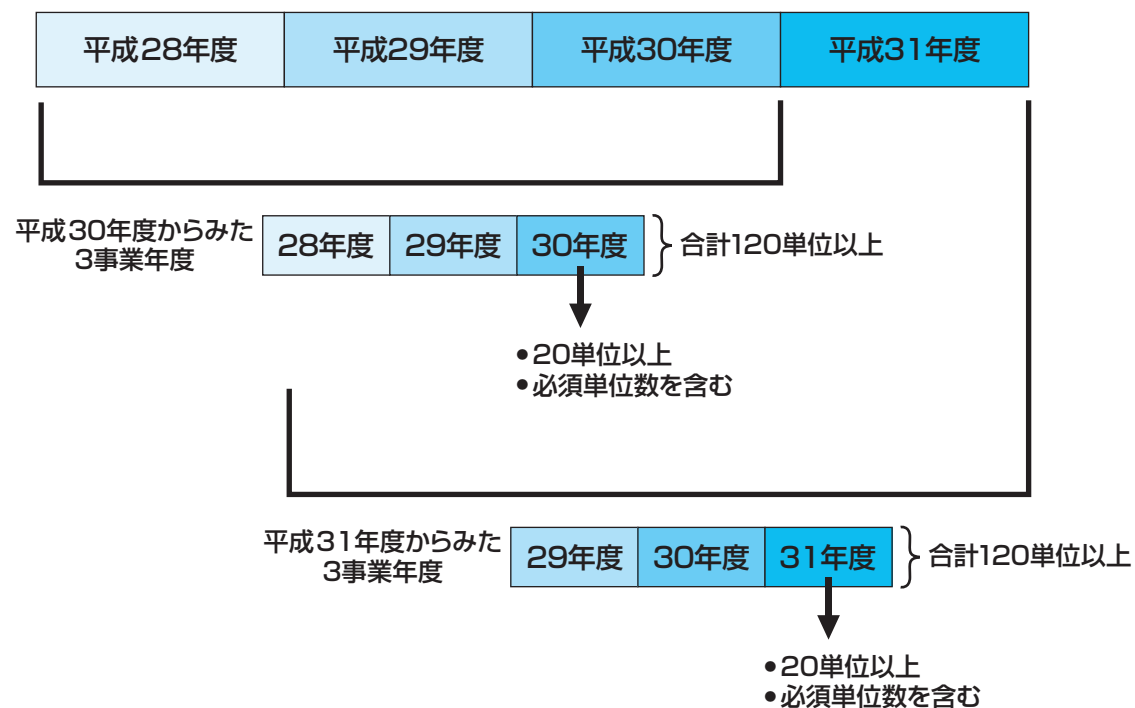 平成28年度 平成29年度 平成30年度 平成31年度
平成30年度からみた
3事業年度
28年度 29年度 30年度
合計120単位以上
●20単位以上
●必須単位数を含む
平成31年度からみた
3事業年度
29年度 30年度 31年度
合計120単位以上
●20単位以上
●必須単位数を含む